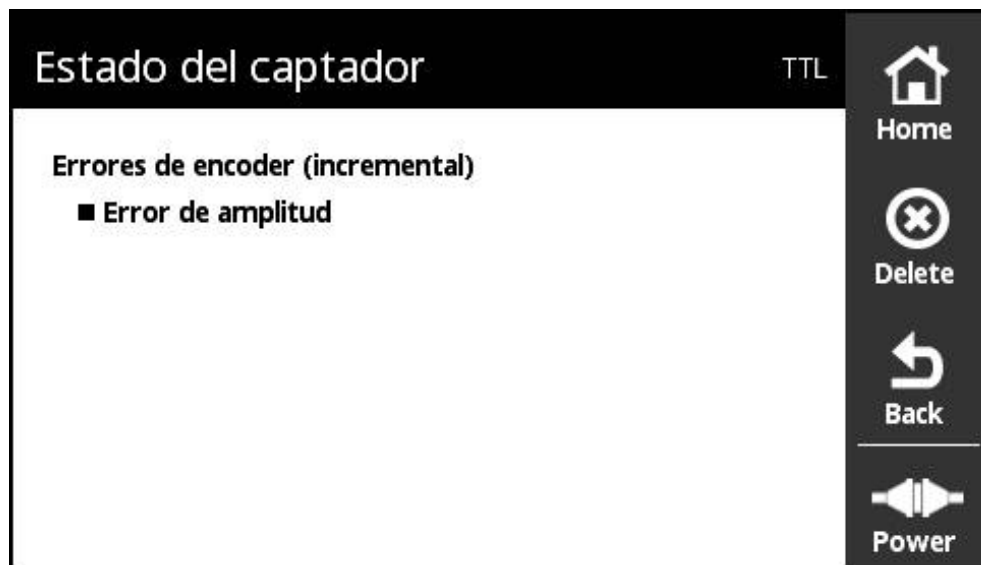 Estado del captador
TTL
Home
Errores de encoder (incremental)
Error de amplitud
Delete
Back
Power